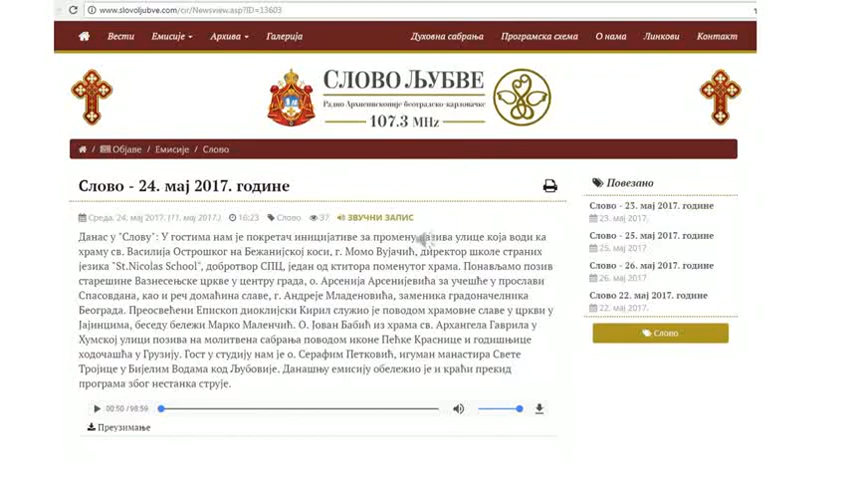 www.slovoljubve.com/cir/Newsview.asp?ID=13603
Вести Емисије Архива Галерија Духовна сабрања Програмска схема О нама Линкови Контакт
СЛОВО ЉУБВЕ
Радио Архиепископије београдско-карловачке
107.3 MHz
/ Објаве / Емисије / Слово
Слово - 24. мај 2017. године
Среда, 24. мај 2017. (11. мај 2017.) 16:23 Слово 37 ЗВУЧНИ ЗАПИС
Данас у "Слову": У гостима нам је покретач иницијативе за промену назива улице која води ка
храму св. Василија Острошког на Бежанијској коси, г. Момо Вујачић, директор школе страних
језика "St.Nicolas School", добротвор СПЦ, један од ктитора поменутог храма. Понављамо позив
старешине Вазнесењске цркве у центру града, о. Арсенија Арсенијевића за учешће у прослави
Спасовдана, као и реч домаћина славе, г. Андреје Младеновића, заменика градоначелника
Београда. Преосвећени Епископ диоклијски Кирил служио је поводом храмовне славе у цркви у
Јајинцима, беседу бележи Марко Маленчић. О. Јован Бабић из храма св. Архангела Гаврила у
Хумској улици позива на молитвена сабрања поводом иконе Пећке Краснице и годишњице
ходочашћа у Грузију. Гост у студију нам је о. Серафим Петковић, игуман манастира Свете
Тројице у Бијелим Водама код Љубовије. Данашњу емисију обележио је и краћи прекид
програма због нестанка струје.
00:50 / 98:59
Преузимање
Повезано
Слово - 23. мај 2017. године
23. мај 2017.
Слово - 25. мај 2017. године
25. мај 2017
Слово - 26. мај 2017. године
26. мај 2017
Слово 22. мај 2017. године
22. мај 2017.
Слово